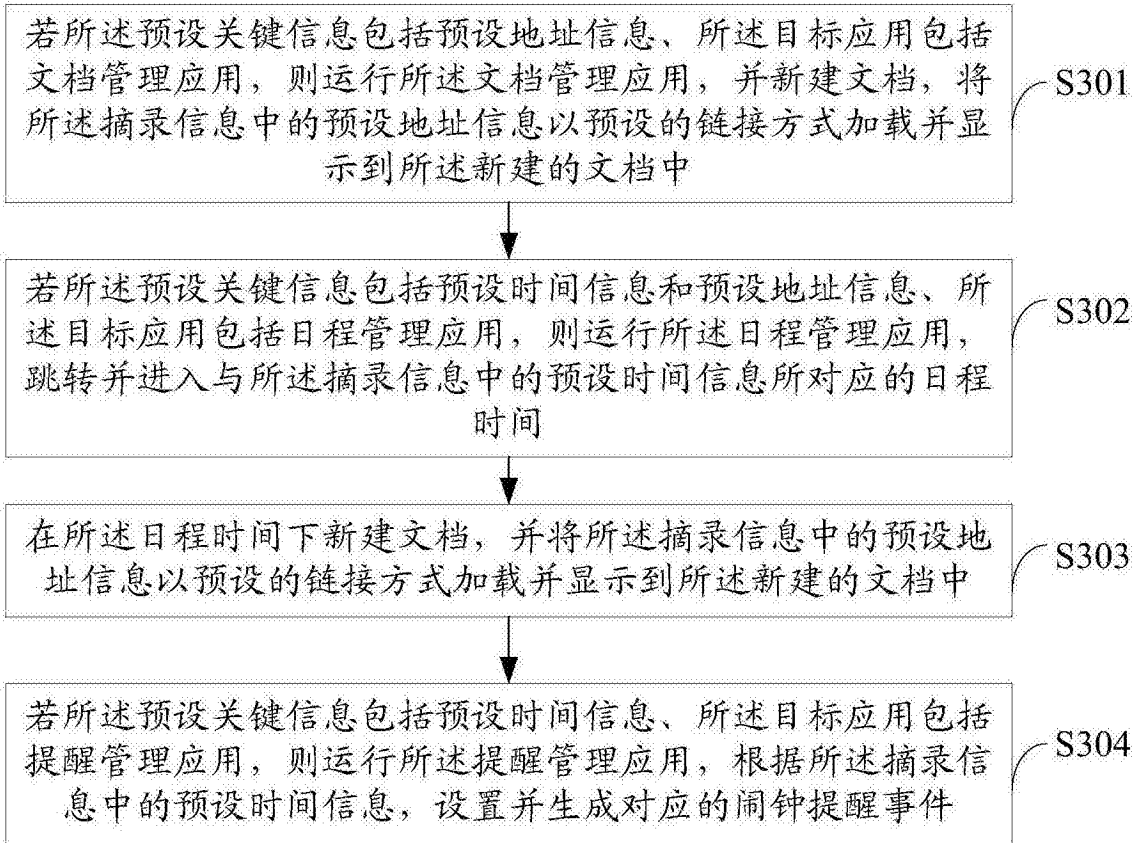 若所述预设关键信息包括预设地址信息、所述目标应用包括
文档管理应用，则运行所述文档管理应用，并新建文档，将
所述摘录信息中的预设地址信息以预设的链接方式加载并显
示到所述新建的文档中
S301
若所述预设关键信息包括预设时间信息和预设地址信息、所
述目标应用包括日程管理应用，则运行所述日程管理应用，
跳转并进入与所述摘录信息中的预设时间信息所对应的日程
时间
S302
在所述日程时间下新建文档，并将所述摘录信息中的预设地
址信息以预设的链接方式加载并显示到所述新建的文档中
S303
若所述预设关键信息包括预设时间信息、所述目标应用包括
提醒管理应用，则运行所述提醒管理应用，根据所述摘录信
息中的预设时间信息，设置并生成对应的闹钟提醒事件
S304